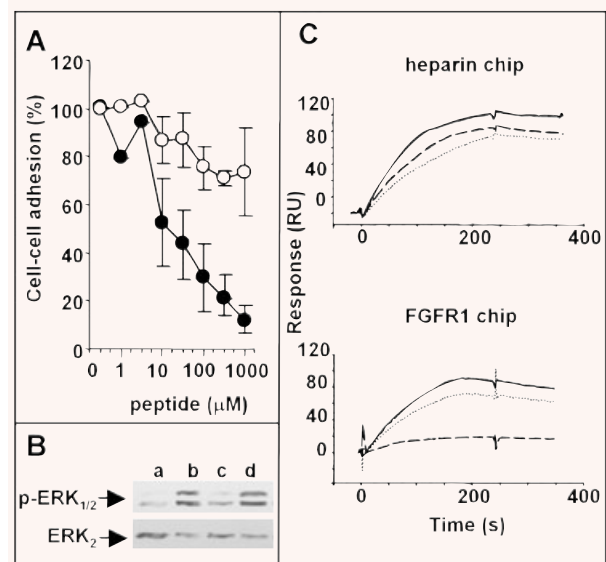 A
120
100
80
60
40
20
0
Cell-cell adhesion (%)
0 1 10 100 1000
peptide (μM)
B
a b c d
p-ERK1/2
ERK2
C
heparin chip
120
80
40
0
0 200 400
Response (RU)
FGFR1 chip
120
80
40
0
0 200 400
Time (s)